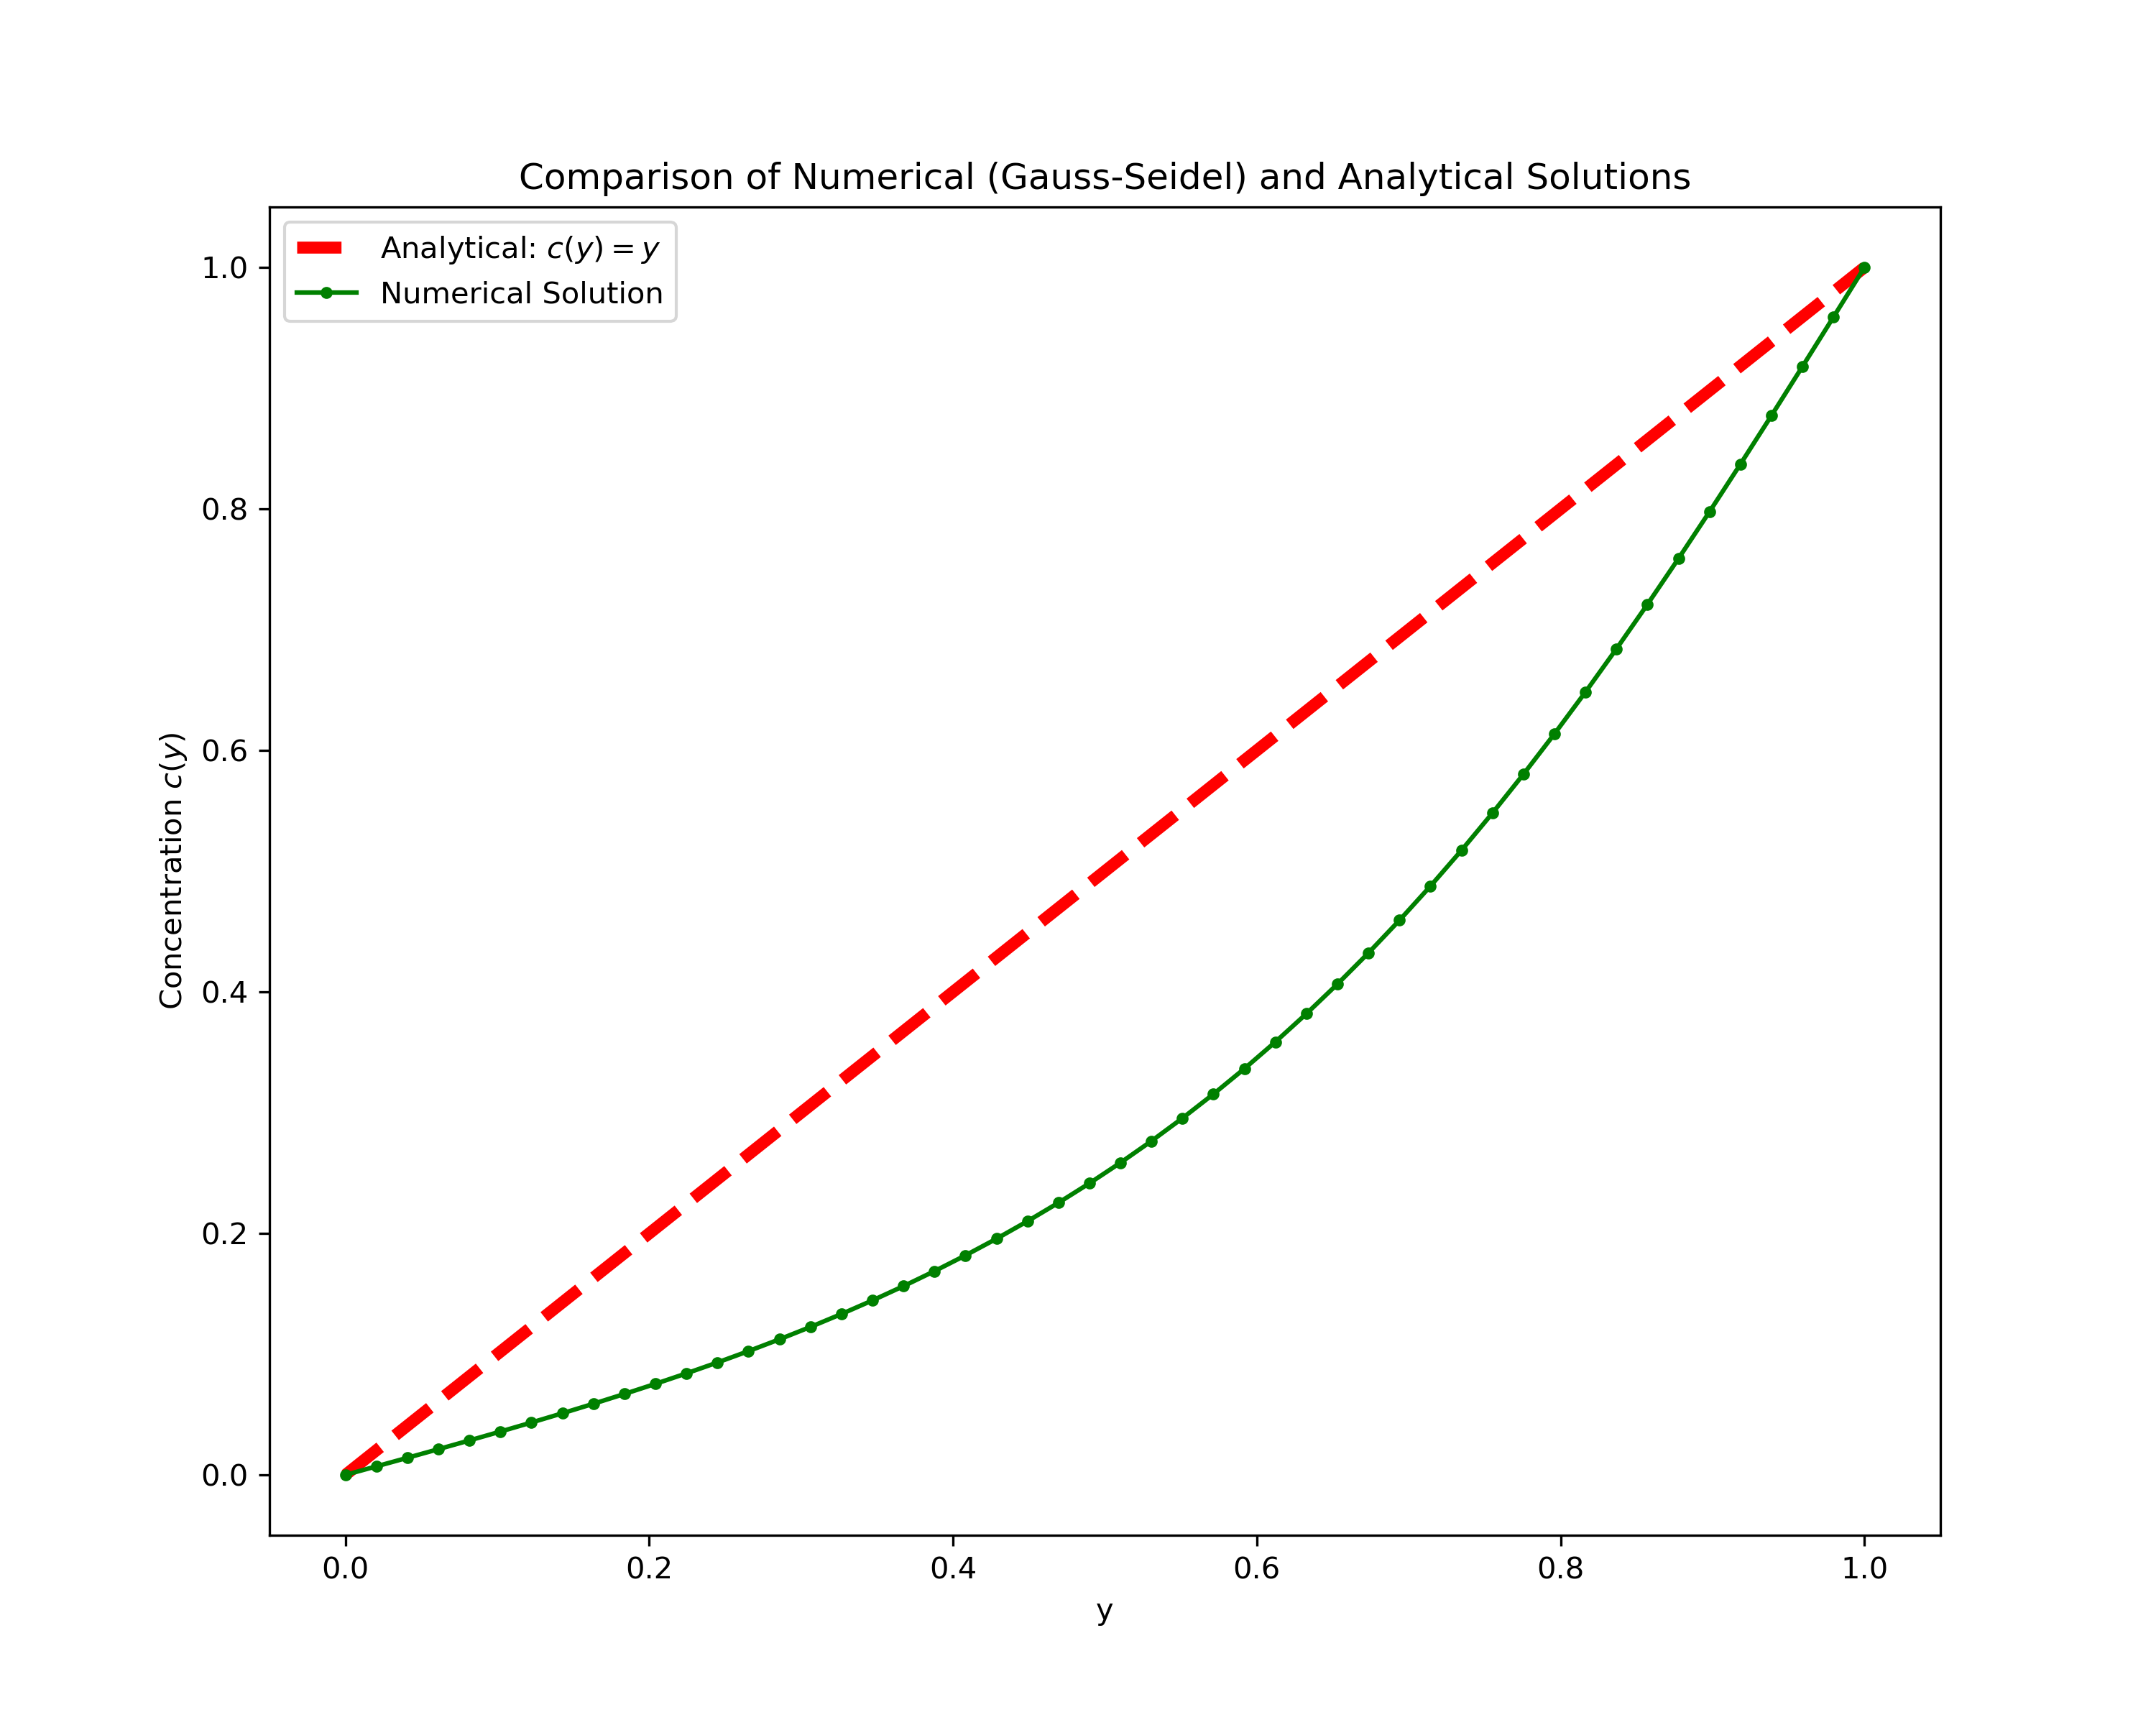 Comparison of Numerical (Gauss-Seidel) and Analytical Solutions
Analytical: c(y) = y
Numerical Solution
1.0
0.8
0.6
0.4
0.2
0.0
Concentration c(y)
0.0 0.2 0.4 0.6 0.8 1.0
y